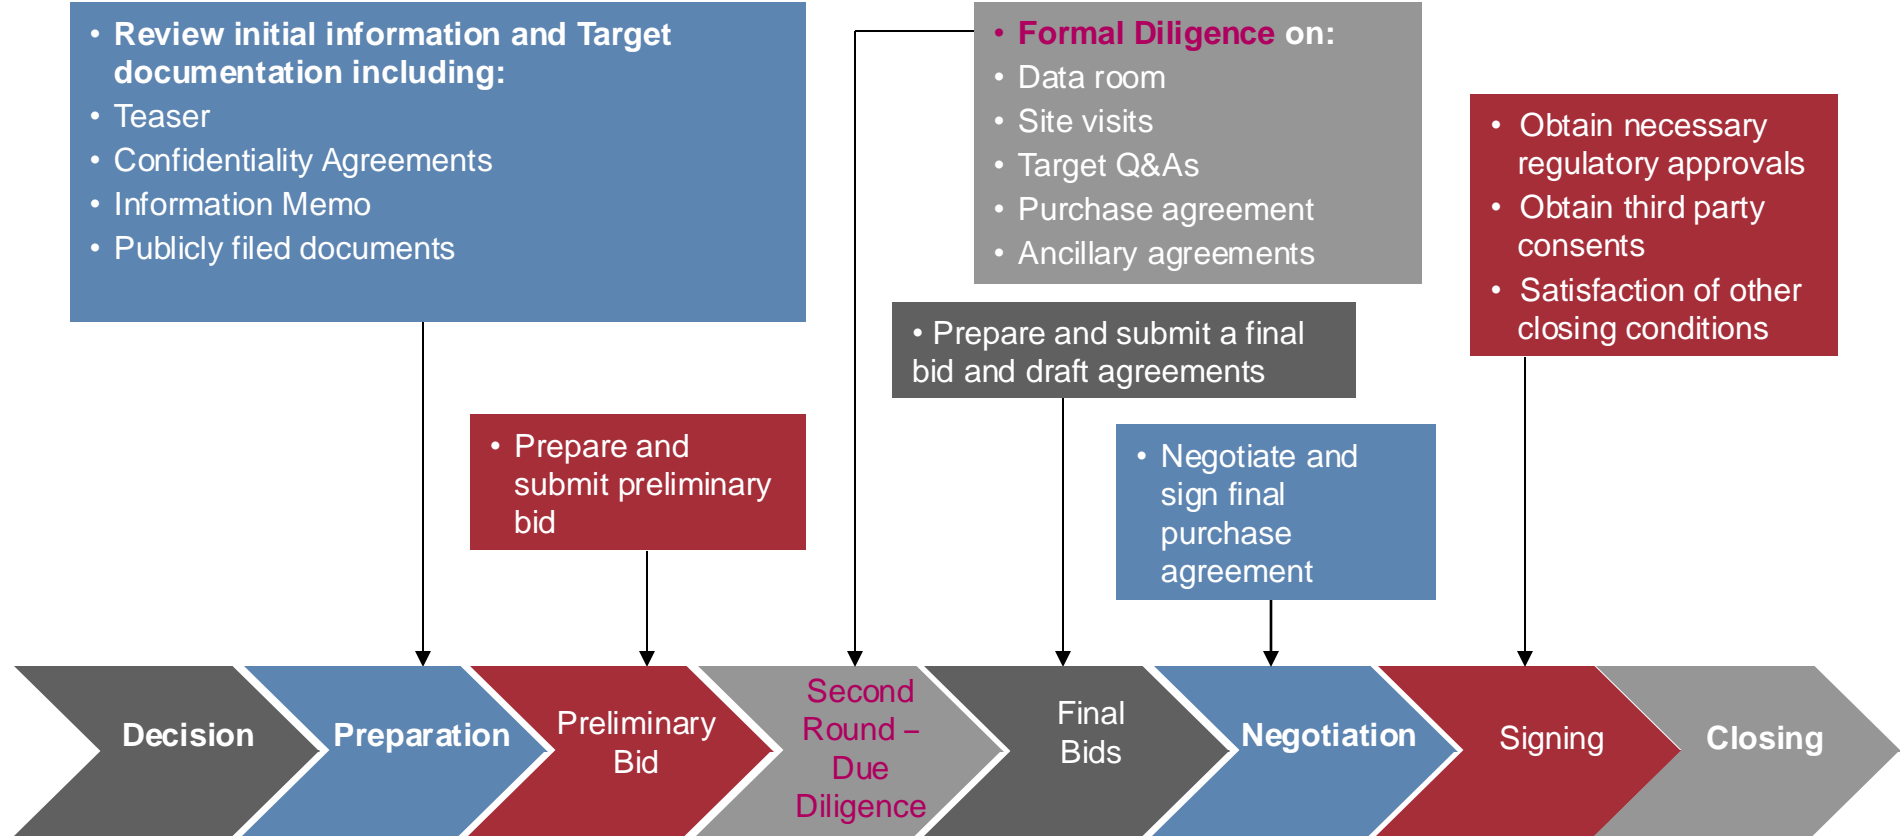 • Review initial information and Target
documentation including:
• Teaser
• Confidentiality Agreements
• Information Memo
• Publicly filed documents
• Formal Diligence on:
• Data room
• Site visits
• Target Q&As
• Purchase agreement
• Ancillary agreements
• Obtain necessary
regulatory approvals
• Obtain third party
consents
• Satisfaction of other
closing conditions
• Prepare and submit a final
bid and draft agreements
• Prepare and
submit preliminary
bid
• Negotiate and
sign final
purchase
agreement
Decision
Preparation
Preliminary
Bid
Second
Round –
Due
Diligence
Final
Bids
Negotiation
Signing
Closing